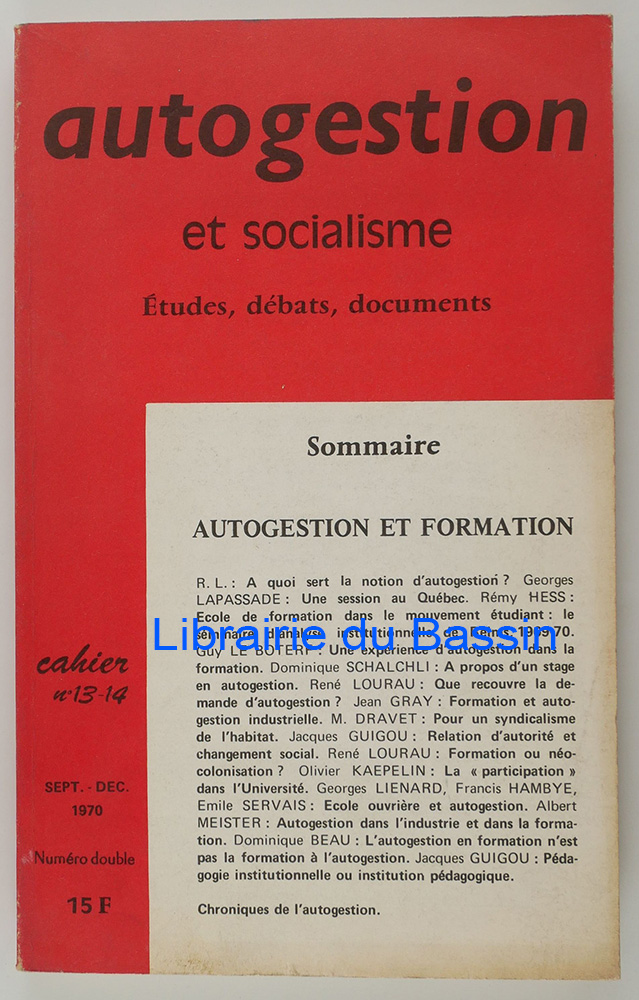 autogestion
et socialisme
Études, débats, documents
Sommaire
AUTOGESTION ET FORMATION
R. L. : A quoi sert la notion d'autogestion ? Georges
LAPASSADE : Une session au Québec. Rémy HESS :
Ecole de formation dans le mouvement étudiant : le
séminaire d'analyse institutionnelle de Reims 1969-70.
Guy LE BOTERF : Une expérience d'autogestion dans la
formation. Dominique SCHALCHLI : A propos d'un stage
en autogestion. René LOURAU : Que recouvre la de-
mande d'autogestion ? Jean GRAY : Formation et auto-
gestion industrielle. M. DRAVET : Pour un syndicalisme
de l'habitat. Jacques GUIGOU : Relation d'autorité et
changement social. René LOURAU : Formation ou néo-
colonisation ? Olivier KAEPELIN : La « participation »
dans l'Université. Georges LIENARD, Francis HAMBYE,
Emile SERVAIS : Ecole ouvrière et autogestion. Albert
MEISTER : Autogestion dans l'industrie et dans la forma-
tion. Dominique BEAU : L'autogestion en formation n'est
pas la formation à l'autogestion. Jacques GUIGOU : Péda-
gogie institutionnelle ou institution pédagogique.
Chroniques de l'autogestion.
Librairie du Bassin
cahier
n° 13-14
SEPT. - DEC.
1970
Numéro double
15 F